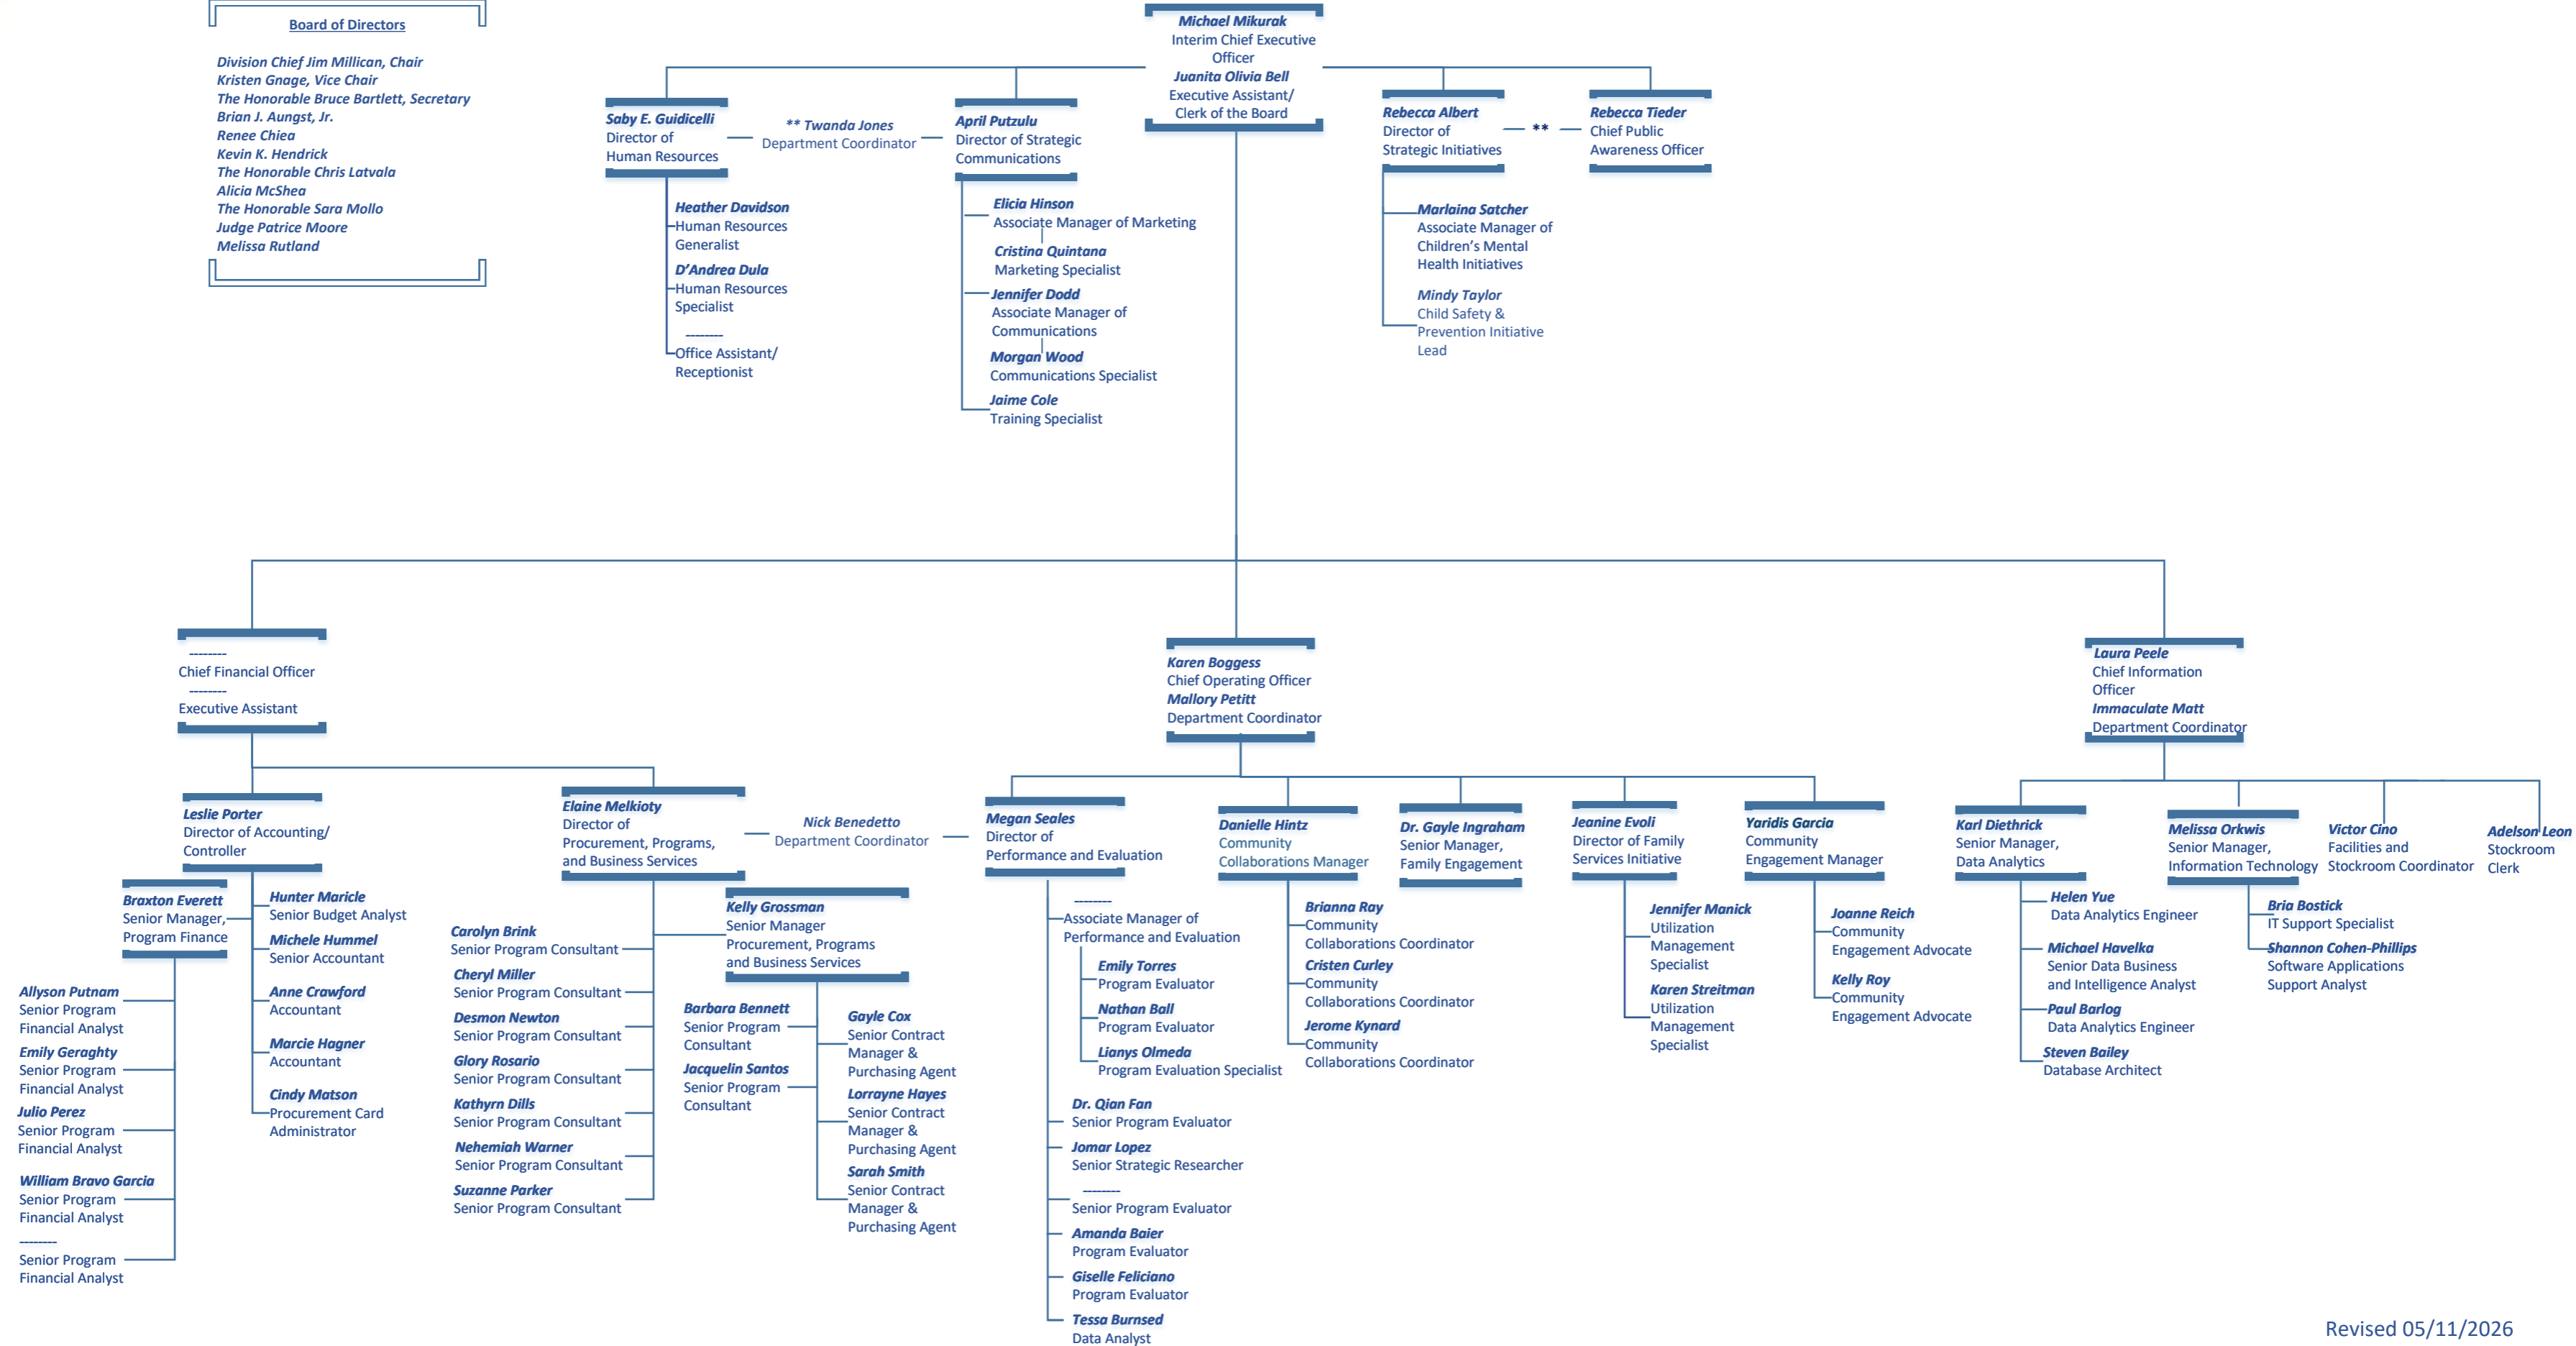 Board of Directors
Division Chief Jim Millican, Chair
Kristen Gnage, Vice Chair
The Honorable Bruce Bartlett, Secretary
Brian J. Aungst, Jr.
Renee Chiea
Kevin K. Hendrick
The Honorable Chris Latvala
Alicia McShea
The Honorable Sara Mollo
Judge Patrice Moore
Melissa Rutland
Michael Mikurak
Interim Chief Executive
Officer
Juanita Olivia Bell
Executive Assistant/
Clerk of the Board
Saby E. Guidicelli
Director of
Human Resources
** Twanda Jones
Department Coordinator
April Putzulu
Director of Strategic
Communications
Rebecca Albert
Director of
Strategic Initiatives
**
Rebecca Tieder
Chief Public
Awareness Officer
Heather Davidson
Human Resources
Generalist
D'Andrea Dula
Human Resources
Specialist
--------
Office Assistant/
Receptionist
Elicia Hinson
Associate Manager of Marketing
Cristina Quintana
Marketing Specialist
Jennifer Dodd
Associate Manager of
Communications
Morgan Wood
Communications Specialist
Jaime Cole
Training Specialist
Marlaina Satcher
Associate Manager of
Children's Mental
Health Initiatives
Mindy Taylor
Child Safety &
Prevention Initiative
Lead
--------
Chief Financial Officer
--------
Executive Assistant
Karen Boggess
Chief Operating Officer
Mallory Petitt
Department Coordinator
Laura Peele
Chief Information
Officer
Immaculate Matt
Department Coordinator
Leslie Porter
Director of Accounting/
Controller
Elaine Melkioty
Director of
Procurement, Programs,
and Business Services
Nick Benedetto
Department Coordinator
Megan Seales
Director of
Performance and Evaluation
Danielle Hintz
Community
Collaborations Manager
Dr. Gayle Ingraham
Senior Manager,
Family Engagement
Jeanine Evoli
Director of Family
Services Initiative
Yaridis Garcia
Community
Engagement Manager
Karl Diethrick
Senior Manager,
Data Analytics
Melissa Orkwis
Senior Manager,
Information Technology
Victor Cino
Facilities and
Stockroom Coordinator
Adelson Leon
Stockroom
Clerk
Braxton Everett
Senior Manager,
Program Finance
Hunter Maricle
Senior Budget Analyst
Michele Hummel
Senior Accountant
Anne Crawford
Accountant
Marcie Hagner
Accountant
Cindy Matson
Procurement Card
Administrator
Allyson Putnam
Senior Program
Financial Analyst
Emily Geraghty
Senior Program
Financial Analyst
Julio Perez
Senior Program
Financial Analyst
William Bravo Garcia
Senior Program
Financial Analyst
--------
Senior Program
Financial Analyst
Carolyn Brink
Senior Program Consultant
Cheryl Miller
Senior Program Consultant
Desmon Newton
Senior Program Consultant
Glory Rosario
Senior Program Consultant
Kathyrn Dills
Senior Program Consultant
Nehemiah Warner
Senior Program Consultant
Suzanne Parker
Senior Program Consultant
Kelly Grossman
Senior Manager
Procurement, Programs
and Business Services
Barbara Bennett
Senior Program
Consultant
Jacquelin Santos
Senior Program
Consultant
Gayle Cox
Senior Contract
Manager &
Purchasing Agent
Lorrayne Hayes
Senior Contract
Manager &
Purchasing Agent
Sarah Smith
Senior Contract
Manager &
Purchasing Agent
--------
Associate Manager of
Performance and Evaluation
Emily Torres
Program Evaluator
Nathan Ball
Program Evaluator
Lianys Olmeda
Program Evaluation Specialist
Dr. Qian Fan
Senior Program Evaluator
Jomar Lopez
Senior Strategic Researcher
--------
Senior Program Evaluator
Amanda Baier
Program Evaluator
Giselle Feliciano
Program Evaluator
Tessa Burnsed
Data Analyst
Brianna Ray
Community
Collaborations Coordinator
Cristen Curley
Community
Collaborations Coordinator
Jerome Kynard
Community
Collaborations Coordinator
Jennifer Manick
Utilization
Management
Specialist
Karen Streitman
Utilization
Management
Specialist
Joanne Reich
Community
Engagement Advocate
Kelly Roy
Community
Engagement Advocate
Helen Yue
Data Analytics Engineer
Michael Havelka
Senior Data Business
and Intelligence Analyst
Paul Barlog
Data Analytics Engineer
Steven Bailey
Database Architect
Bria Bostick
IT Support Specialist
Shannon Cohen-Phillips
Software Applications
Support Analyst
Revised 05/11/2026